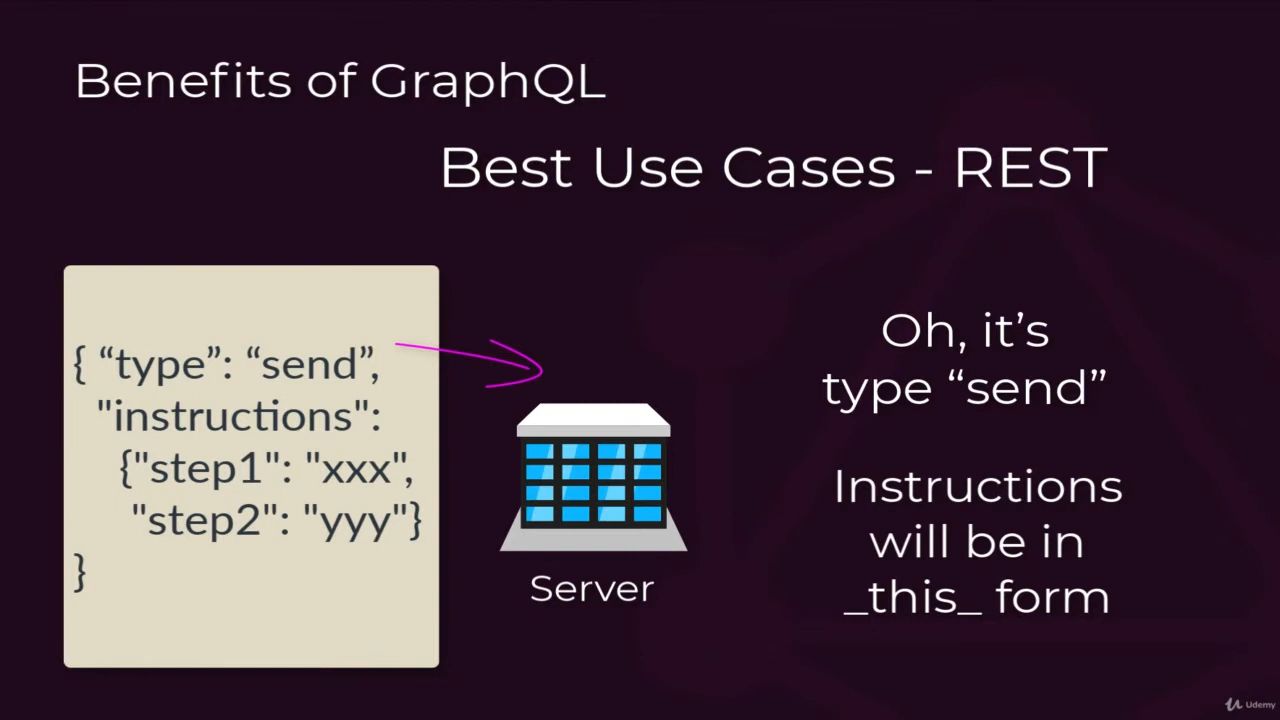 Benefits of GraphQL
Best Use Cases - REST
{ “type”: “send”,
"instructions":
{"step1": "xxx",
"step2": "yyy"}
}
Server
Oh, it’s
type “send”
Instructions
will be in
_this_ form
Udemy